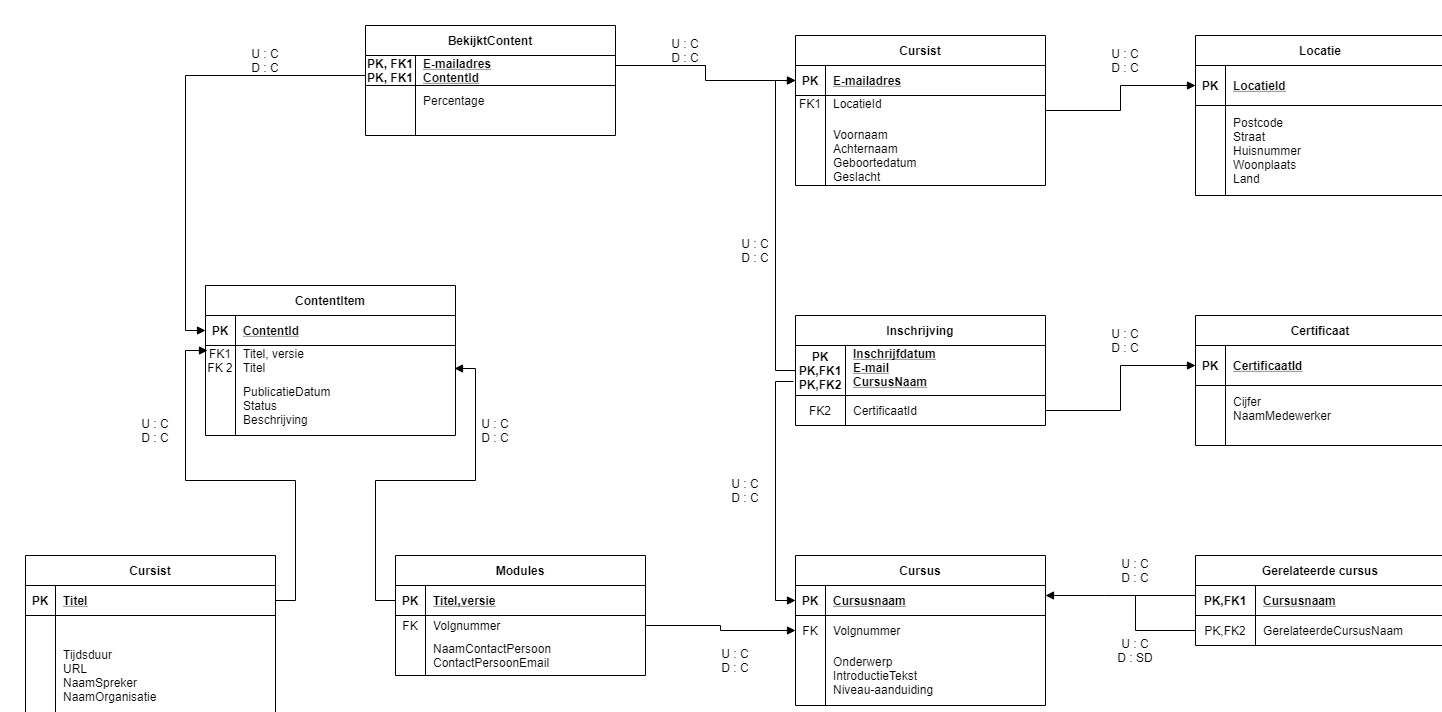 U : C
D : C
BekijktContent
PK, FK1 E-mailadres
PK, FK1 ContentId
Percentage
U : C
D : C
Cursist
PK E-mailadres
FK1 LocatieId
Voornaam
Achternaam
Geboortedatum
Geslacht
U : C
D : C
Locatie
PK LocatieId
Postcode
Straat
Huisnummer
Woonplaats
Land
U : C
D : C
ContentItem
PK ContentId
FK1 Titel, versie
FK 2 Titel
PublicatieDatum
Status
Beschrijving
U : C
D : C
U : C
D : C
Inschrijving
PK Inschrijfdatum
PK,FK1 E-mail
PK,FK2 CursusNaam
FK2 CertificaatId
U : C
D : C
Certificaat
PK CertificaatId
Cijfer
NaamMedewerker
U : C
D : C
Cursist
PK Titel
Tijdsduur
URL
NaamSpreker
NaamOrganisatie
Modules
PK Titel,versie
FK Volgnummer
NaamContactPersoon
ContactPersoonEmail
U : C
D : C
Cursus
PK Cursusnaam
FK Volgnummer
Onderwerp
IntroductieTekst
Niveau-aanduiding
U : C
D : C
U : C
D : SD
Gerelateerde cursus
PK,FK1 Cursusnaam
PK,FK2 GerelateerdeCursusNaam